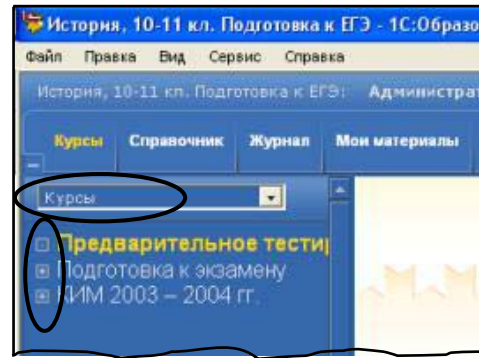 История, 10-11 кл. Подготовка к ЕГЭ - 1С:Образо
Файл Правка Вид Сервис Справка
История, 10-11 кл. Подготовка к ЕГЭ: Администрат
Курсы Справочник Журнал Мои материалы
Курсы
Предварительное тести
Подготовка к экзамену
КИМ 2003 – 2004 гг.